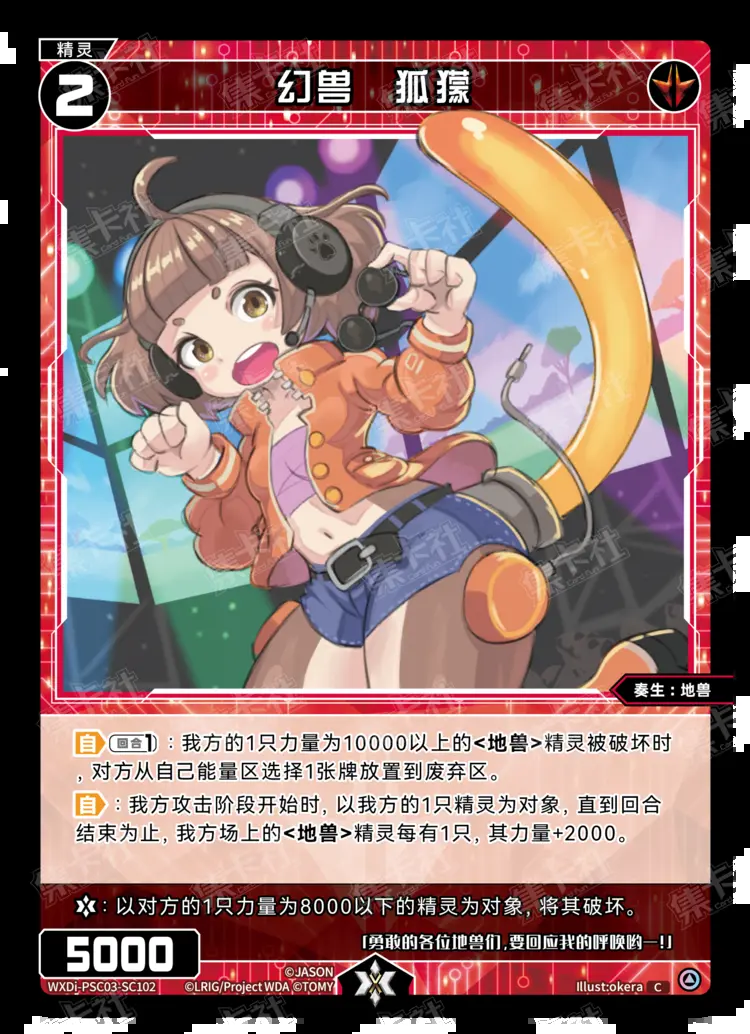 精灵
2
幻兽 狐獴
01
奏生：地兽
自 回合1：我方的1只力量为10000以上的<地兽>精灵被破坏时
，对方从自己能量区选择1张牌放置到废弃区。
自：我方攻击阶段开始时，以我方的1只精灵为对象，直到回合
结束为止，我方场上的<地兽>精灵每有1只，其力量+2000。
：以对方的1只力量为8000以下的精灵为对象，将其破坏。
「勇敢的各位地兽们,要回应我的呼唤哟—!」
5000
©JASON
WXDi-PSC03-SC102 ©LRIG/Project WDA ©TOMY Illust:okera C
集卡社